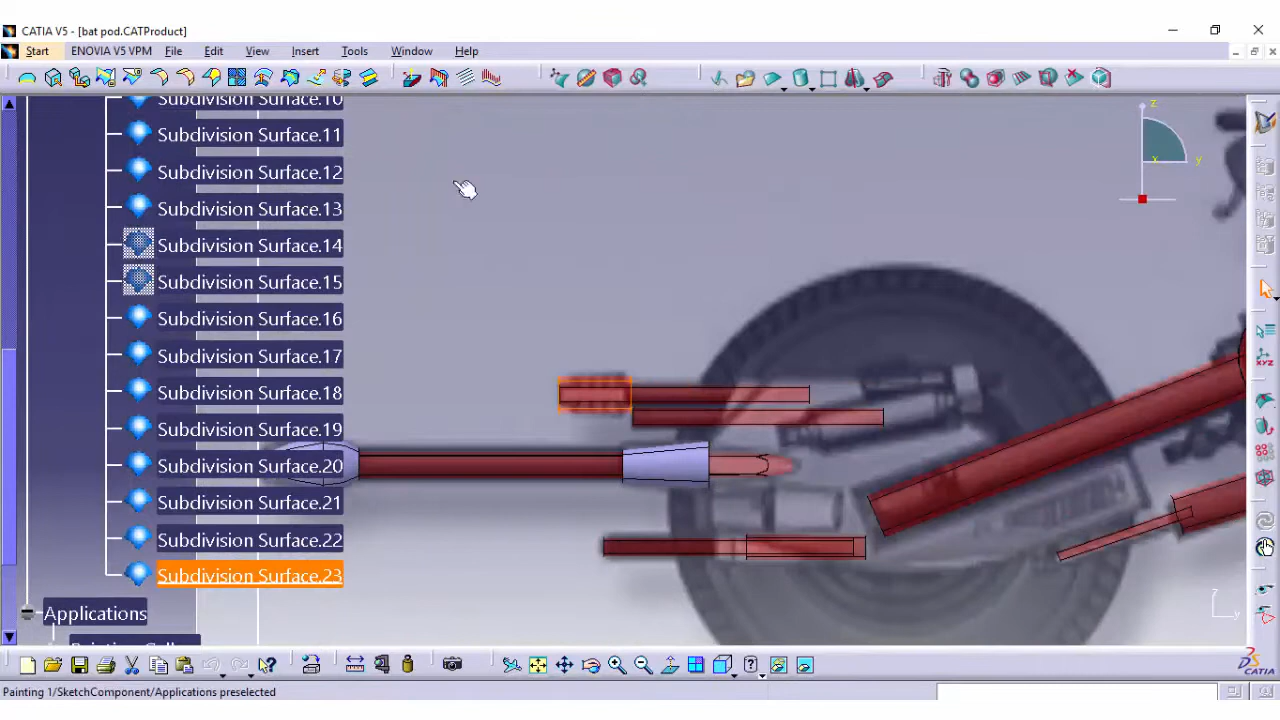 CATIA V5 - [bat pod.CATProduct]
Start ENOVIA V5 VPM File Edit View Insert Tools Window Help
Subdivision Surface.10
Subdivision Surface.11
Subdivision Surface.12
Subdivision Surface.13
Subdivision Surface.14
Subdivision Surface.15
Subdivision Surface.16
Subdivision Surface.17
Subdivision Surface.18
Subdivision Surface.19
Subdivision Surface.20
Subdivision Surface.21
Subdivision Surface.22
Subdivision Surface.23
Applications
z
x y
z
y
CATIA
Painting 1/SketchComponent/Applications preselected